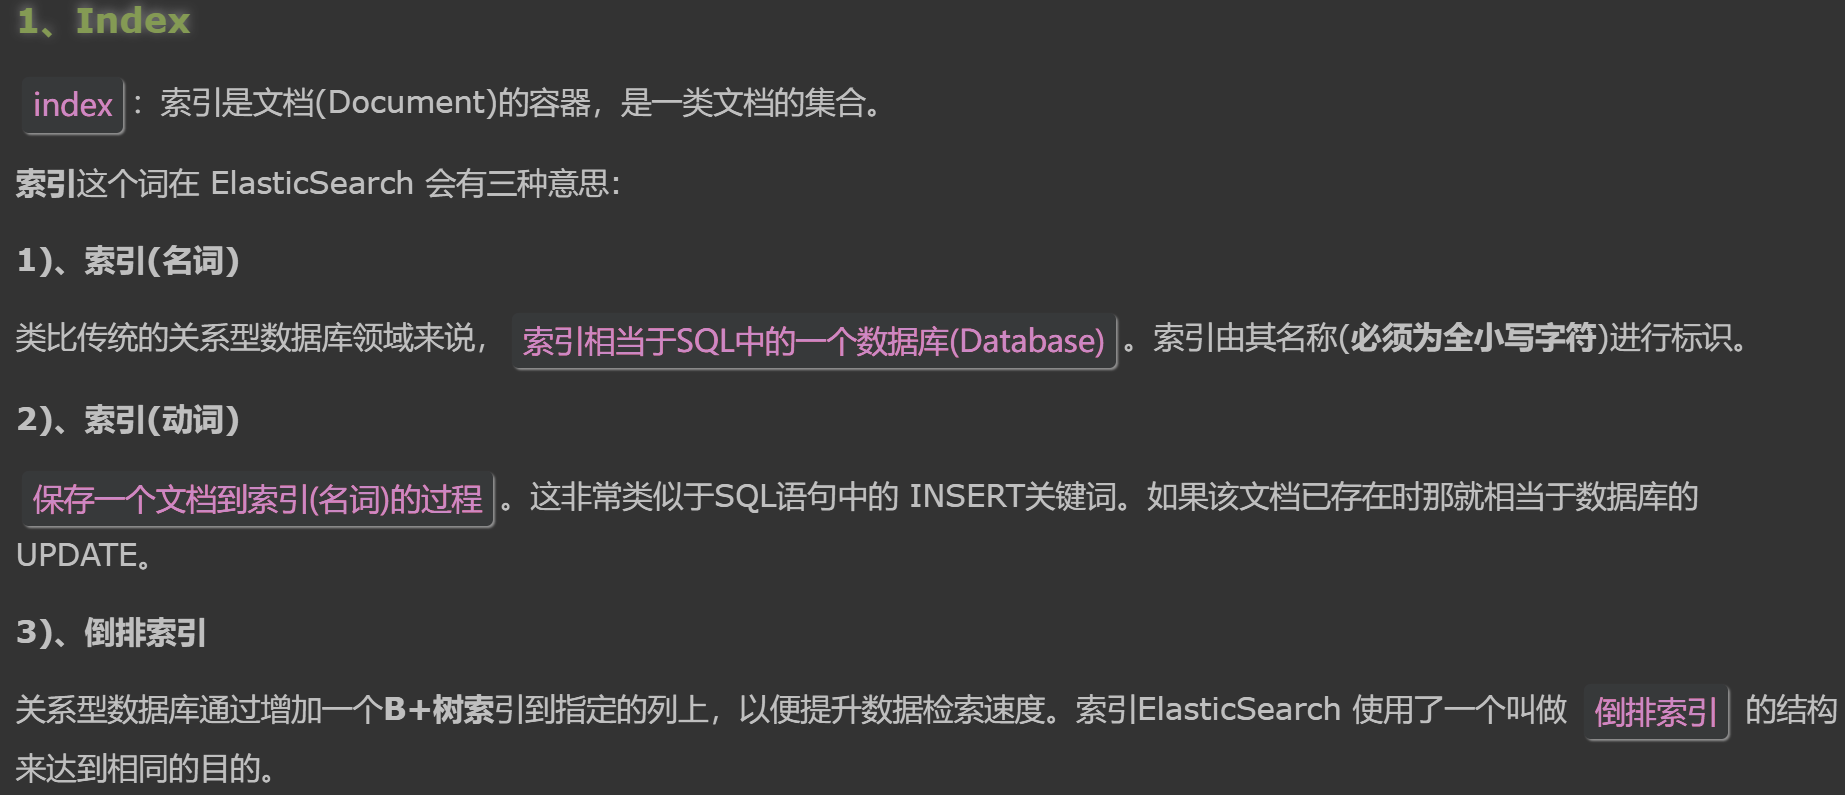 1、Index
index：索引是文档(Document)的容器，是一类文档的集合。
索引这个词在 ElasticSearch 会有三种意思：
1)、索引(名词)
类比传统的关系型数据库领域来说，索引相当于SQL中的一个数据库(Database)。索引由其名称(必须为全小写字符)进行标识。
2)、索引(动词)
保存一个文档到索引(名词)的过程。这非常类似于SQL语句中的 INSERT关键词。如果该文档已存在时那就相当于数据库的
UPDATE。
3)、倒排索引
关系型数据库通过增加一个B+树索引到指定的列上，以便提升数据检索速度。索引ElasticSearch 使用了一个叫做 倒排索引 的结构
来达到相同的目的。